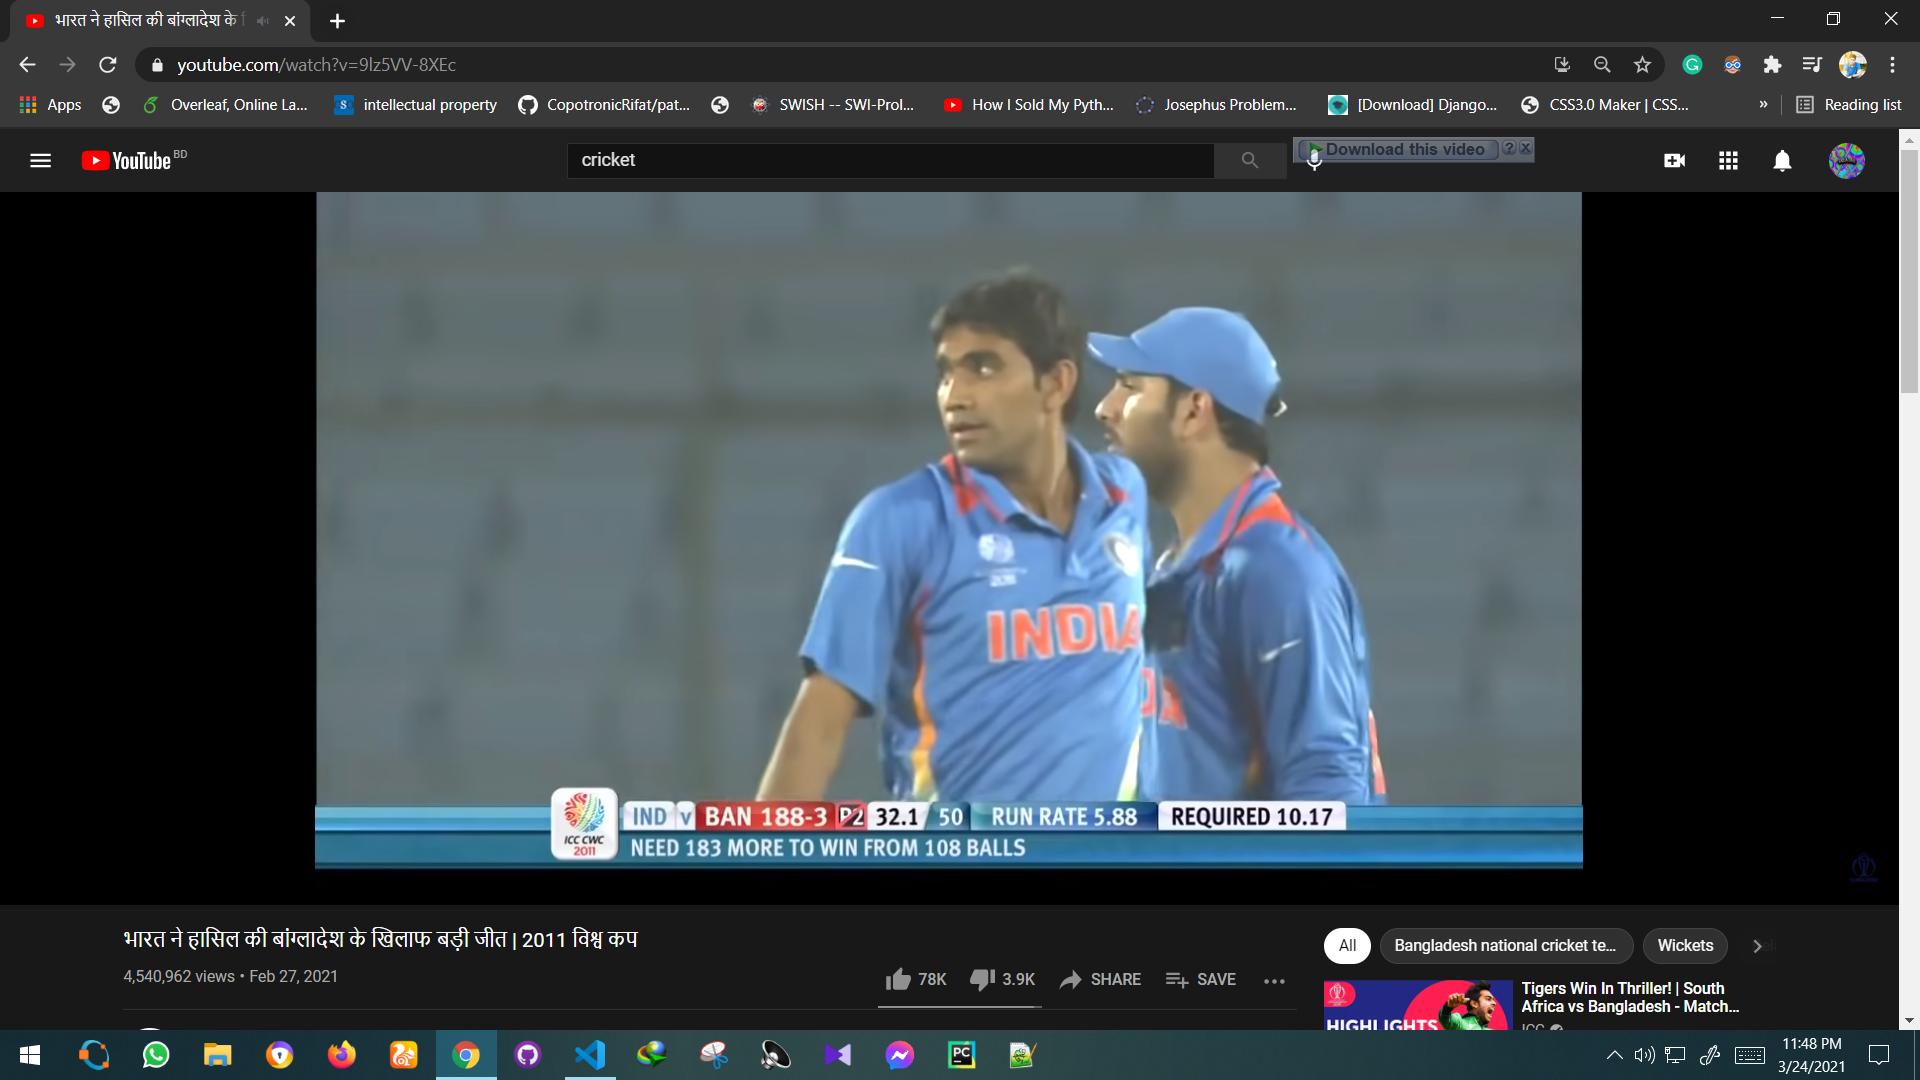 भारत ने हासिल की बांग्लादेश के
youtube.com/watch?v=9lz5VV-8XEc
Apps
Overleaf, Online La...
intellectual property
CopotronicRifat/pat...
SWISH -- SWI-Prol...
How I Sold My Pyth...
Josephus Problem...
[Download] Django...
CSS3.0 Maker | CSS...
»
Reading list
YouTube BD
cricket
Download this video
INDIA
IND v BAN 188-3 P2 32.1 50 RUN RATE 5.88 REQUIRED 10.17
ICC CWC
2011
NEED 183 MORE TO WIN FROM 108 BALLS
भारत ने हासिल की बांग्लादेश के खिलाफ बड़ी जीत | 2011 विश्व कप
4,540,962 views • Feb 27, 2021
78K
3.9K
SHARE
SAVE
All
Bangladesh national cricket te...
Wickets
HIGHLIGHTS
Tigers Win In Thriller! | South
Africa vs Bangladesh - Match...
ICC
PC
11:48 PM
3/24/2021